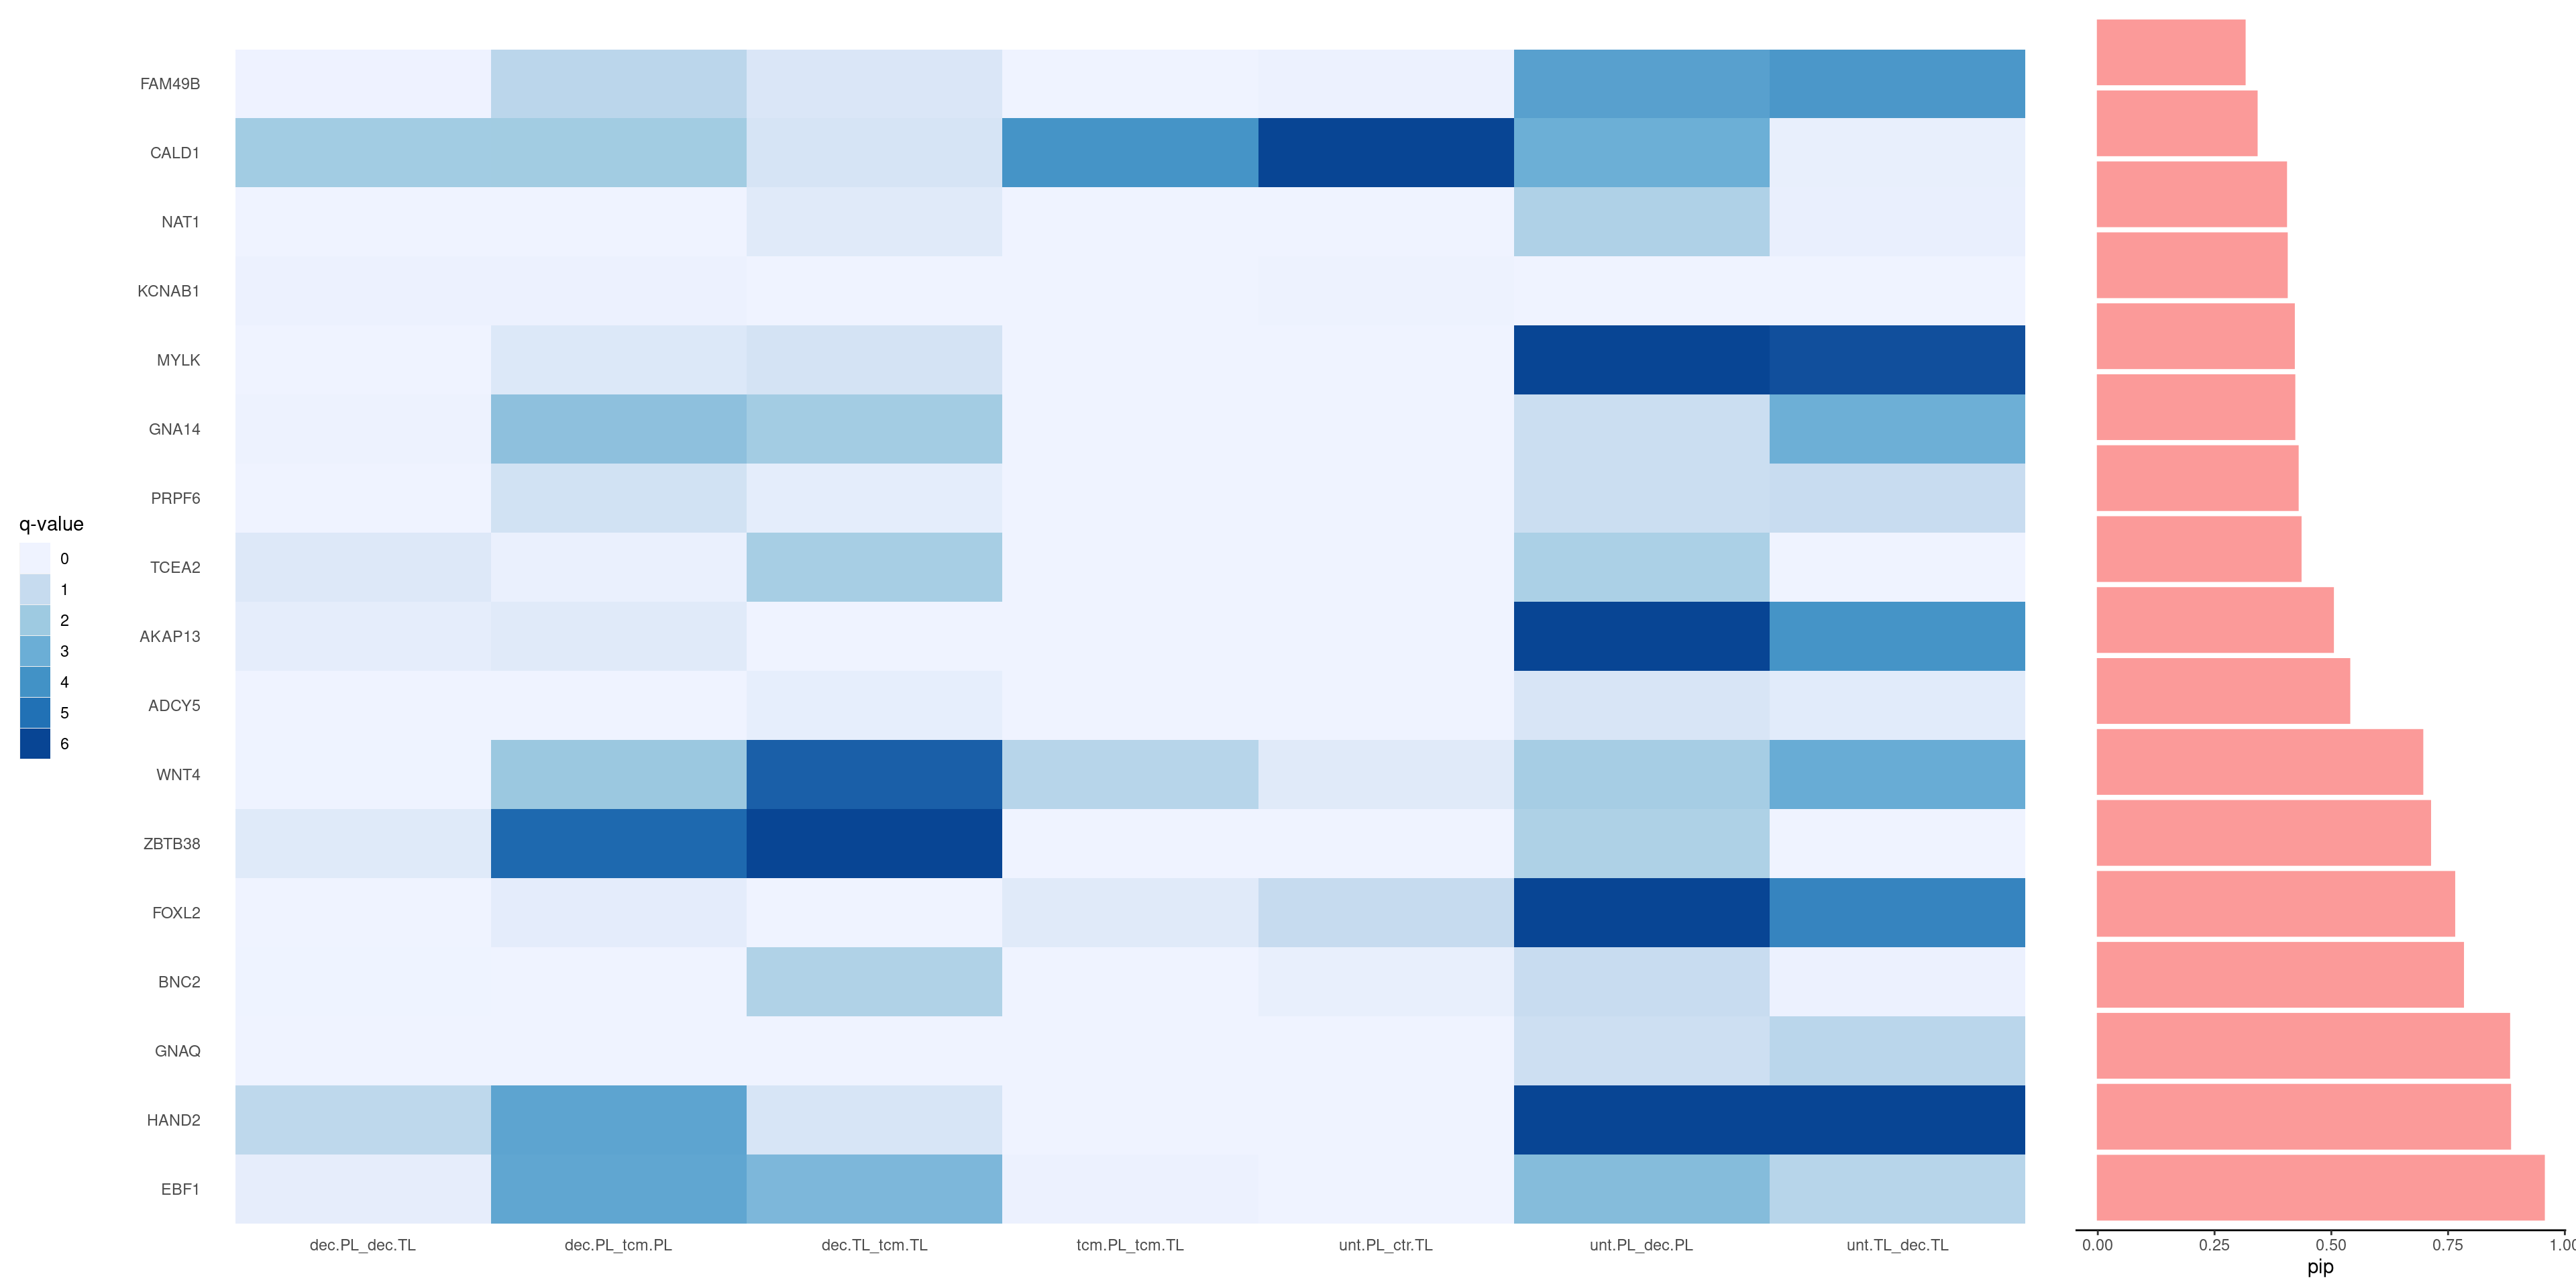 FAM49B
CALD1
NAT1
KCNAB1
MYLK
GNA14
PRPF6
TCEA2
AKAP13
ADCY5
WNT4
ZBTB38
FOXL2
BNC2
GNAQ
HAND2
EBF1
q-value
0
1
2
3
4
5
6
dec.PL_dec.TL dec.PL_tcm.PL dec.TL_tcm.TL tcm.PL_tcm.TL unt.PL_ctr.TL unt.PL_dec.PL unt.TL_dec.TL
0.00 0.25 0.50 0.75 1.00
pip